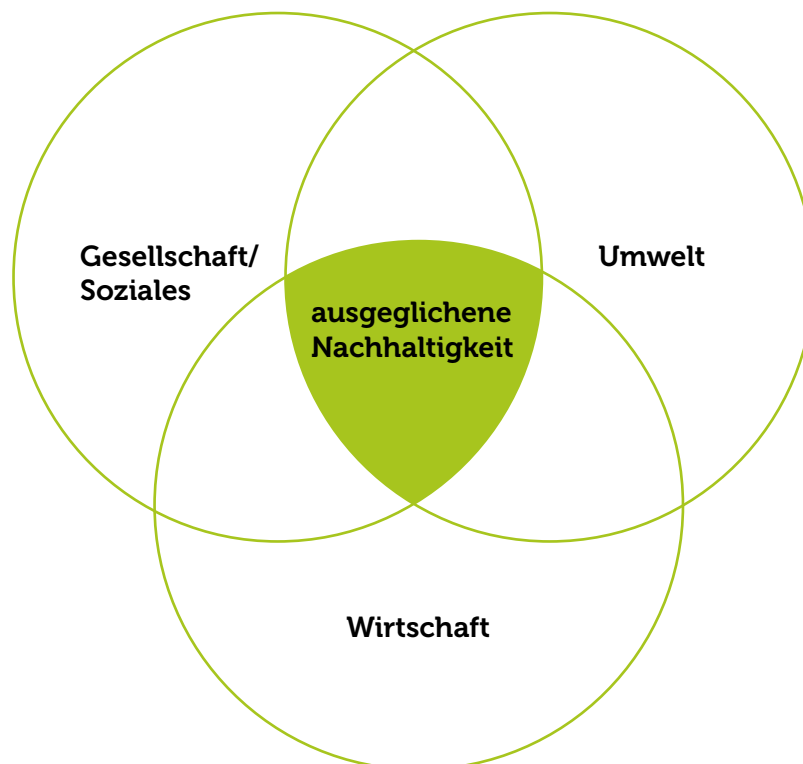 Gesellschaft/
Soziales
Umwelt
ausgeglichene
Nachhaltigkeit
Wirtschaft